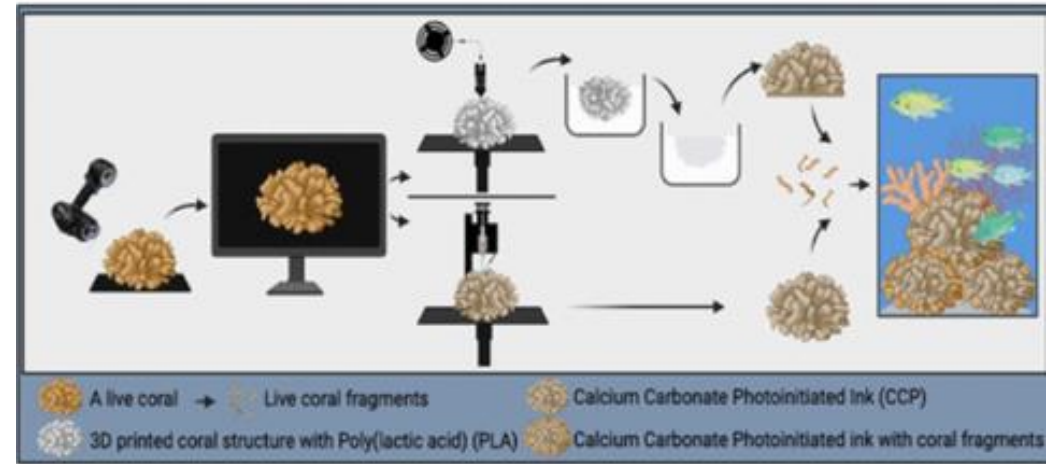 A live coral
Live coral fragments
Calcium Carbonate Photoinitiated Ink (CCP)
3D printed coral structure with Poly(lactic acid) (PLA)
Calcium Carbonate Photoinitiated ink with coral fragments